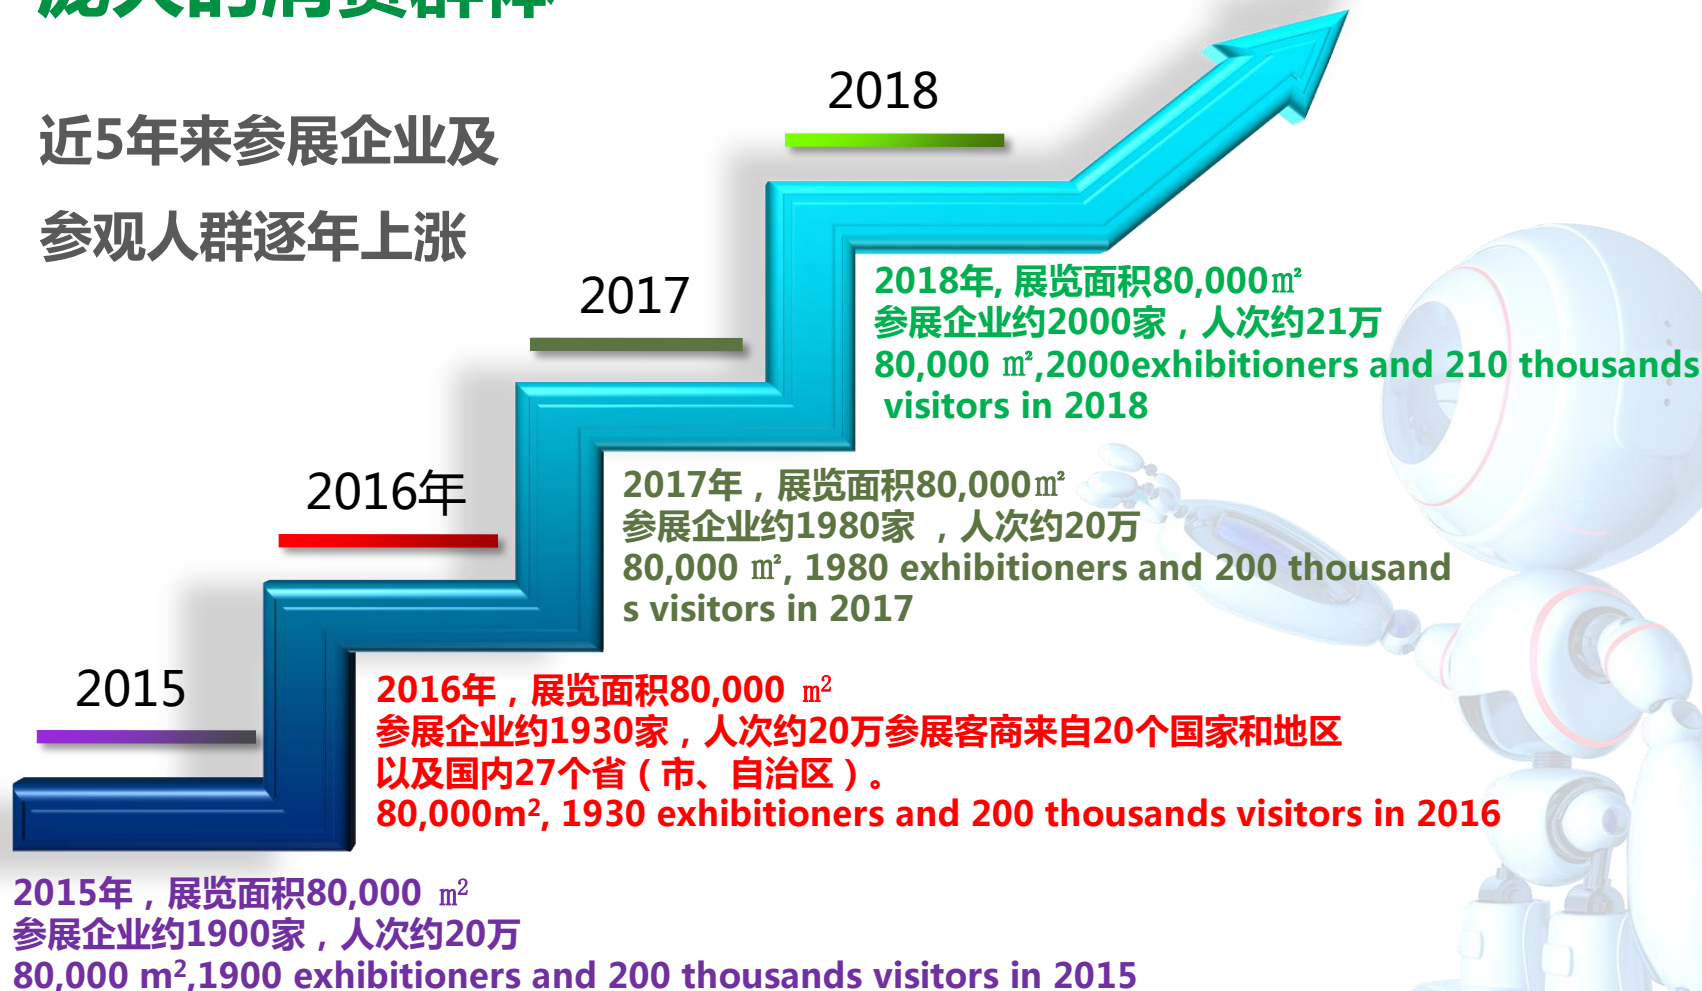 庞大的消费群体
近5年来参展企业及
参观人群逐年上涨
2018
2018年, 展览面积80,000㎡
参展企业约2000家，人次约21万
80,000 ㎡,2000exhibitioners and 210 thousands
visitors in 2018
2017
2017年，展览面积80,000㎡
参展企业约1980家 ，人次约20万
80,000 ㎡, 1980 exhibitioners and 200 thousand
s visitors in 2017
2016年
2016年，展览面积80,000 m²
参展企业约1930家，人次约20万参展客商来自20个国家和地区
以及国内27个省（市、自治区）。
80,000m², 1930 exhibitioners and 200 thousands visitors in 2016
2015
2015年，展览面积80,000 m²
参展企业约1900家，人次约20万
80,000 m²,1900 exhibitioners and 200 thousands visitors in 2015